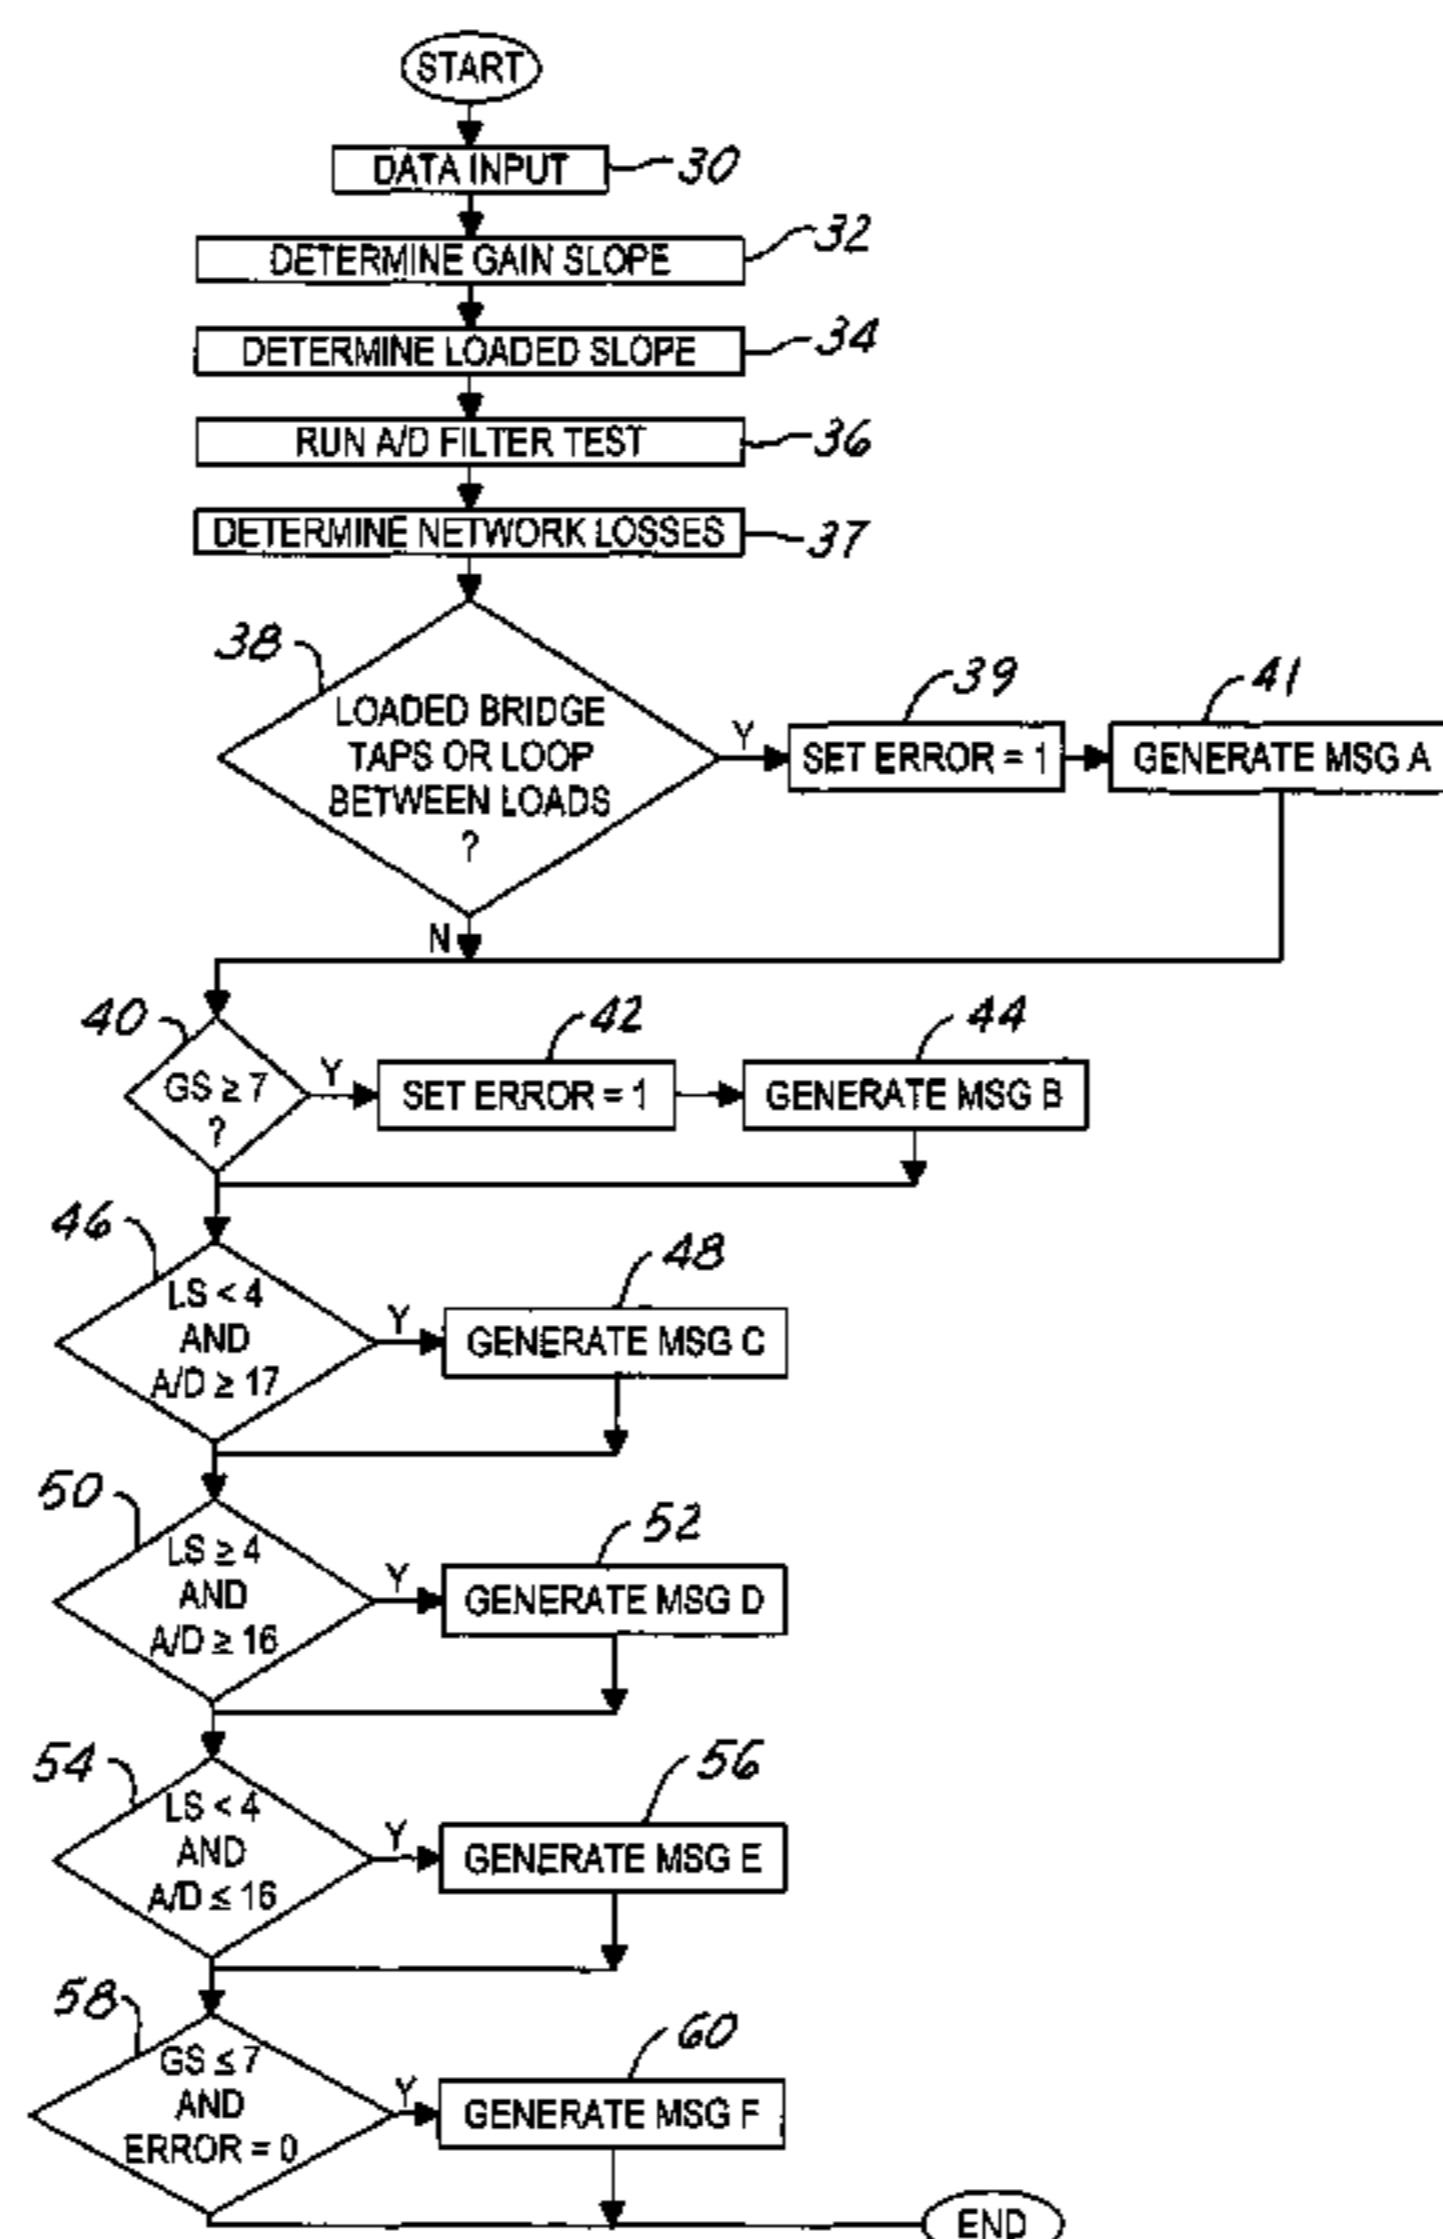 START
DATA INPUT
30
DETERMINE GAIN SLOPE
32
DETERMINE LOADED SLOPE
34
RUN A/D FILTER TEST
36
DETERMINE NETWORK LOSSES
37
38
LOADED BRIDGE
TAPS OR LOOP
BETWEEN LOADS
?
Y
39
SET ERROR = 1
41
GENERATE MSG A
N
40
GS ≥ 7
?
Y
42
SET ERROR = 1
44
GENERATE MSG B
46
LS < 4
AND
A/D ≥ 17
Y
48
GENERATE MSG C
50
LS ≥ 4
AND
A/D ≥ 16
Y
52
GENERATE MSG D
54
LS < 4
AND
A/D ≤ 16
Y
56
GENERATE MSG E
58
GS ≤ 7
AND
ERROR = 0
Y
60
GENERATE MSG F
END